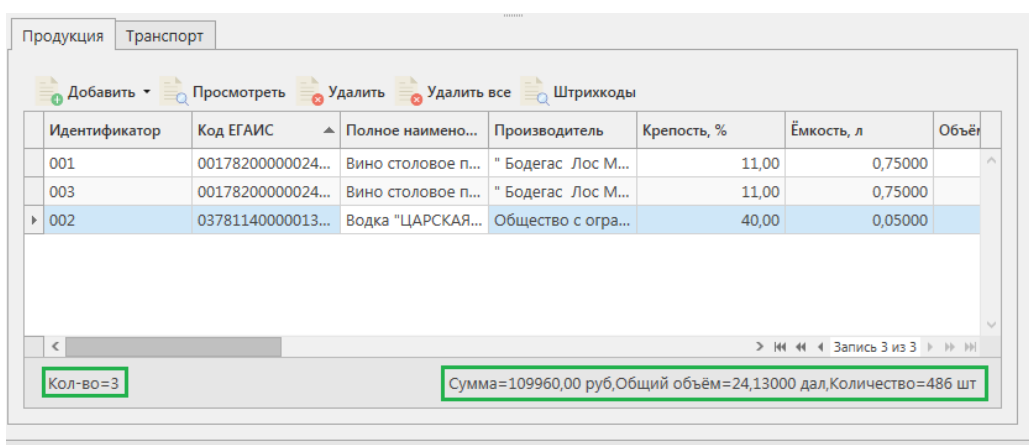 Продукция Транспорт
Добавить Просмотреть Удалить Удалить все Штрихкоды
Идентификатор Код ЕГАИС Полное наимено... Производитель Крепость, % Ёмкость, л Объём
001 00178200000024... Вино столовое п... " Бодегас Лос М... 11,00 0,75000
003 00178200000024... Вино столовое п... " Бодегас Лос М... 11,00 0,75000
002 03781140000013... Водка "ЦАРСКАЯ... Общество с огра... 40,00 0,05000
Запись 3 из 3
Кол-во=3 Сумма=109960,00 руб,Общий объём=24,13000 дал,Количество=486 шт